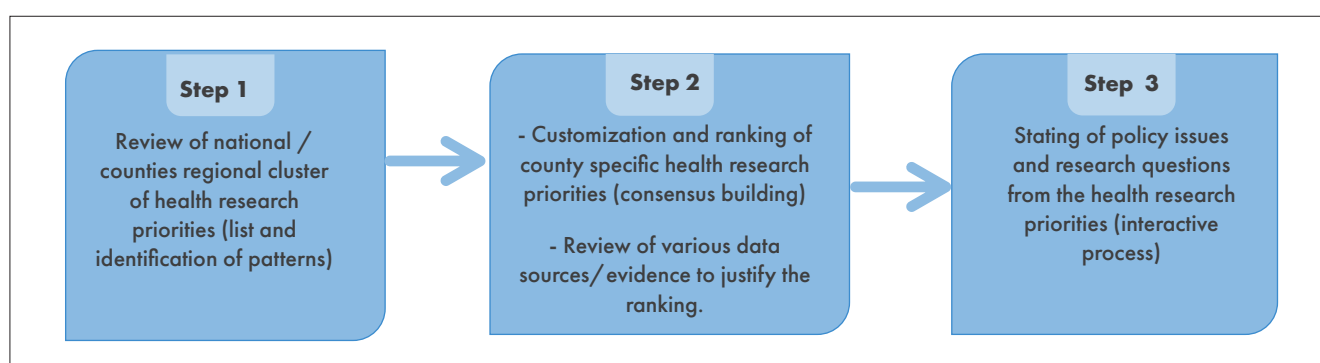 Step 1
Review of national /
counties regional cluster
of health research
priorities (list and
identification of patterns)
Step 2
- Customization and ranking of
county specific health research
priorities (consensus building)
- Review of various data
sources/ evidence to justify the
ranking.
Step 3
Stating of policy issues
and research questions
from the health research
priorities (interactive
process)